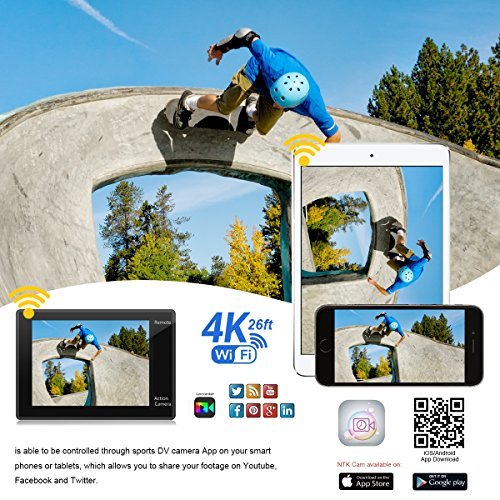 Remote
Action
Camera
4K 26ft
WiFi
iOS/Android
App Download
NTK Cam available on:
Available on the
App Store
GET IT ON
Google play
is able to be controlled through sports DV camera App on your smart
phones or tablets, which allows you to share your footage on Youtube,
Facebook and Twitter.